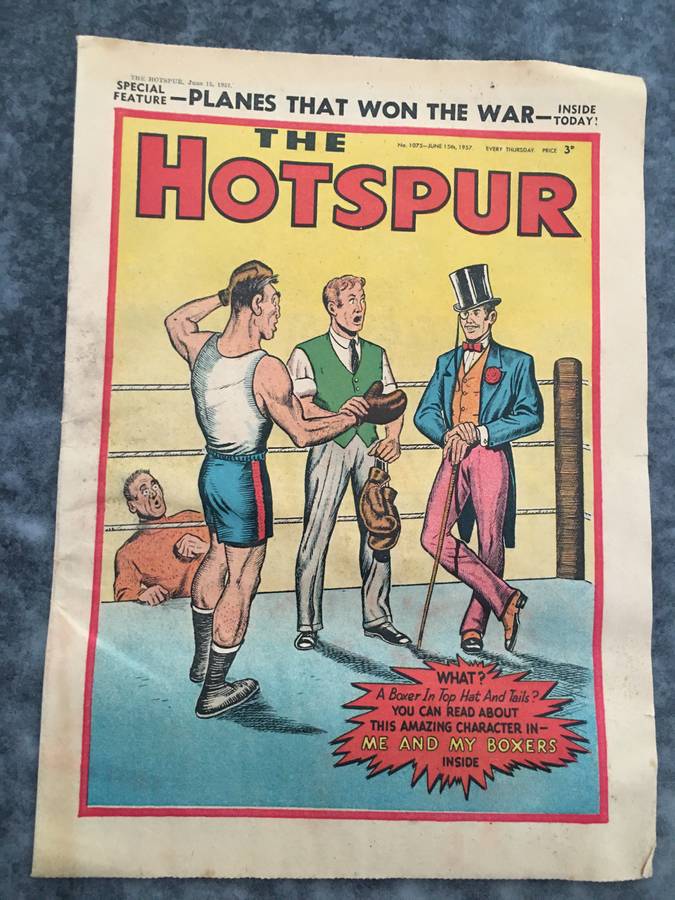 THE HOTSPUR, June 15, 1957.
SPECIAL FEATURE—PLANES THAT WON THE WAR—INSIDE TODAY!
THE
No. 1075—JUNE 15th, 1957. EVERY THURSDAY. PRICE 3D
HOTSPUR
WHAT?
A Boxer In Top Hat And Tails?
YOU CAN READ ABOUT
THIS AMAZING CHARACTER IN—
ME AND MY BOXERS
INSIDE